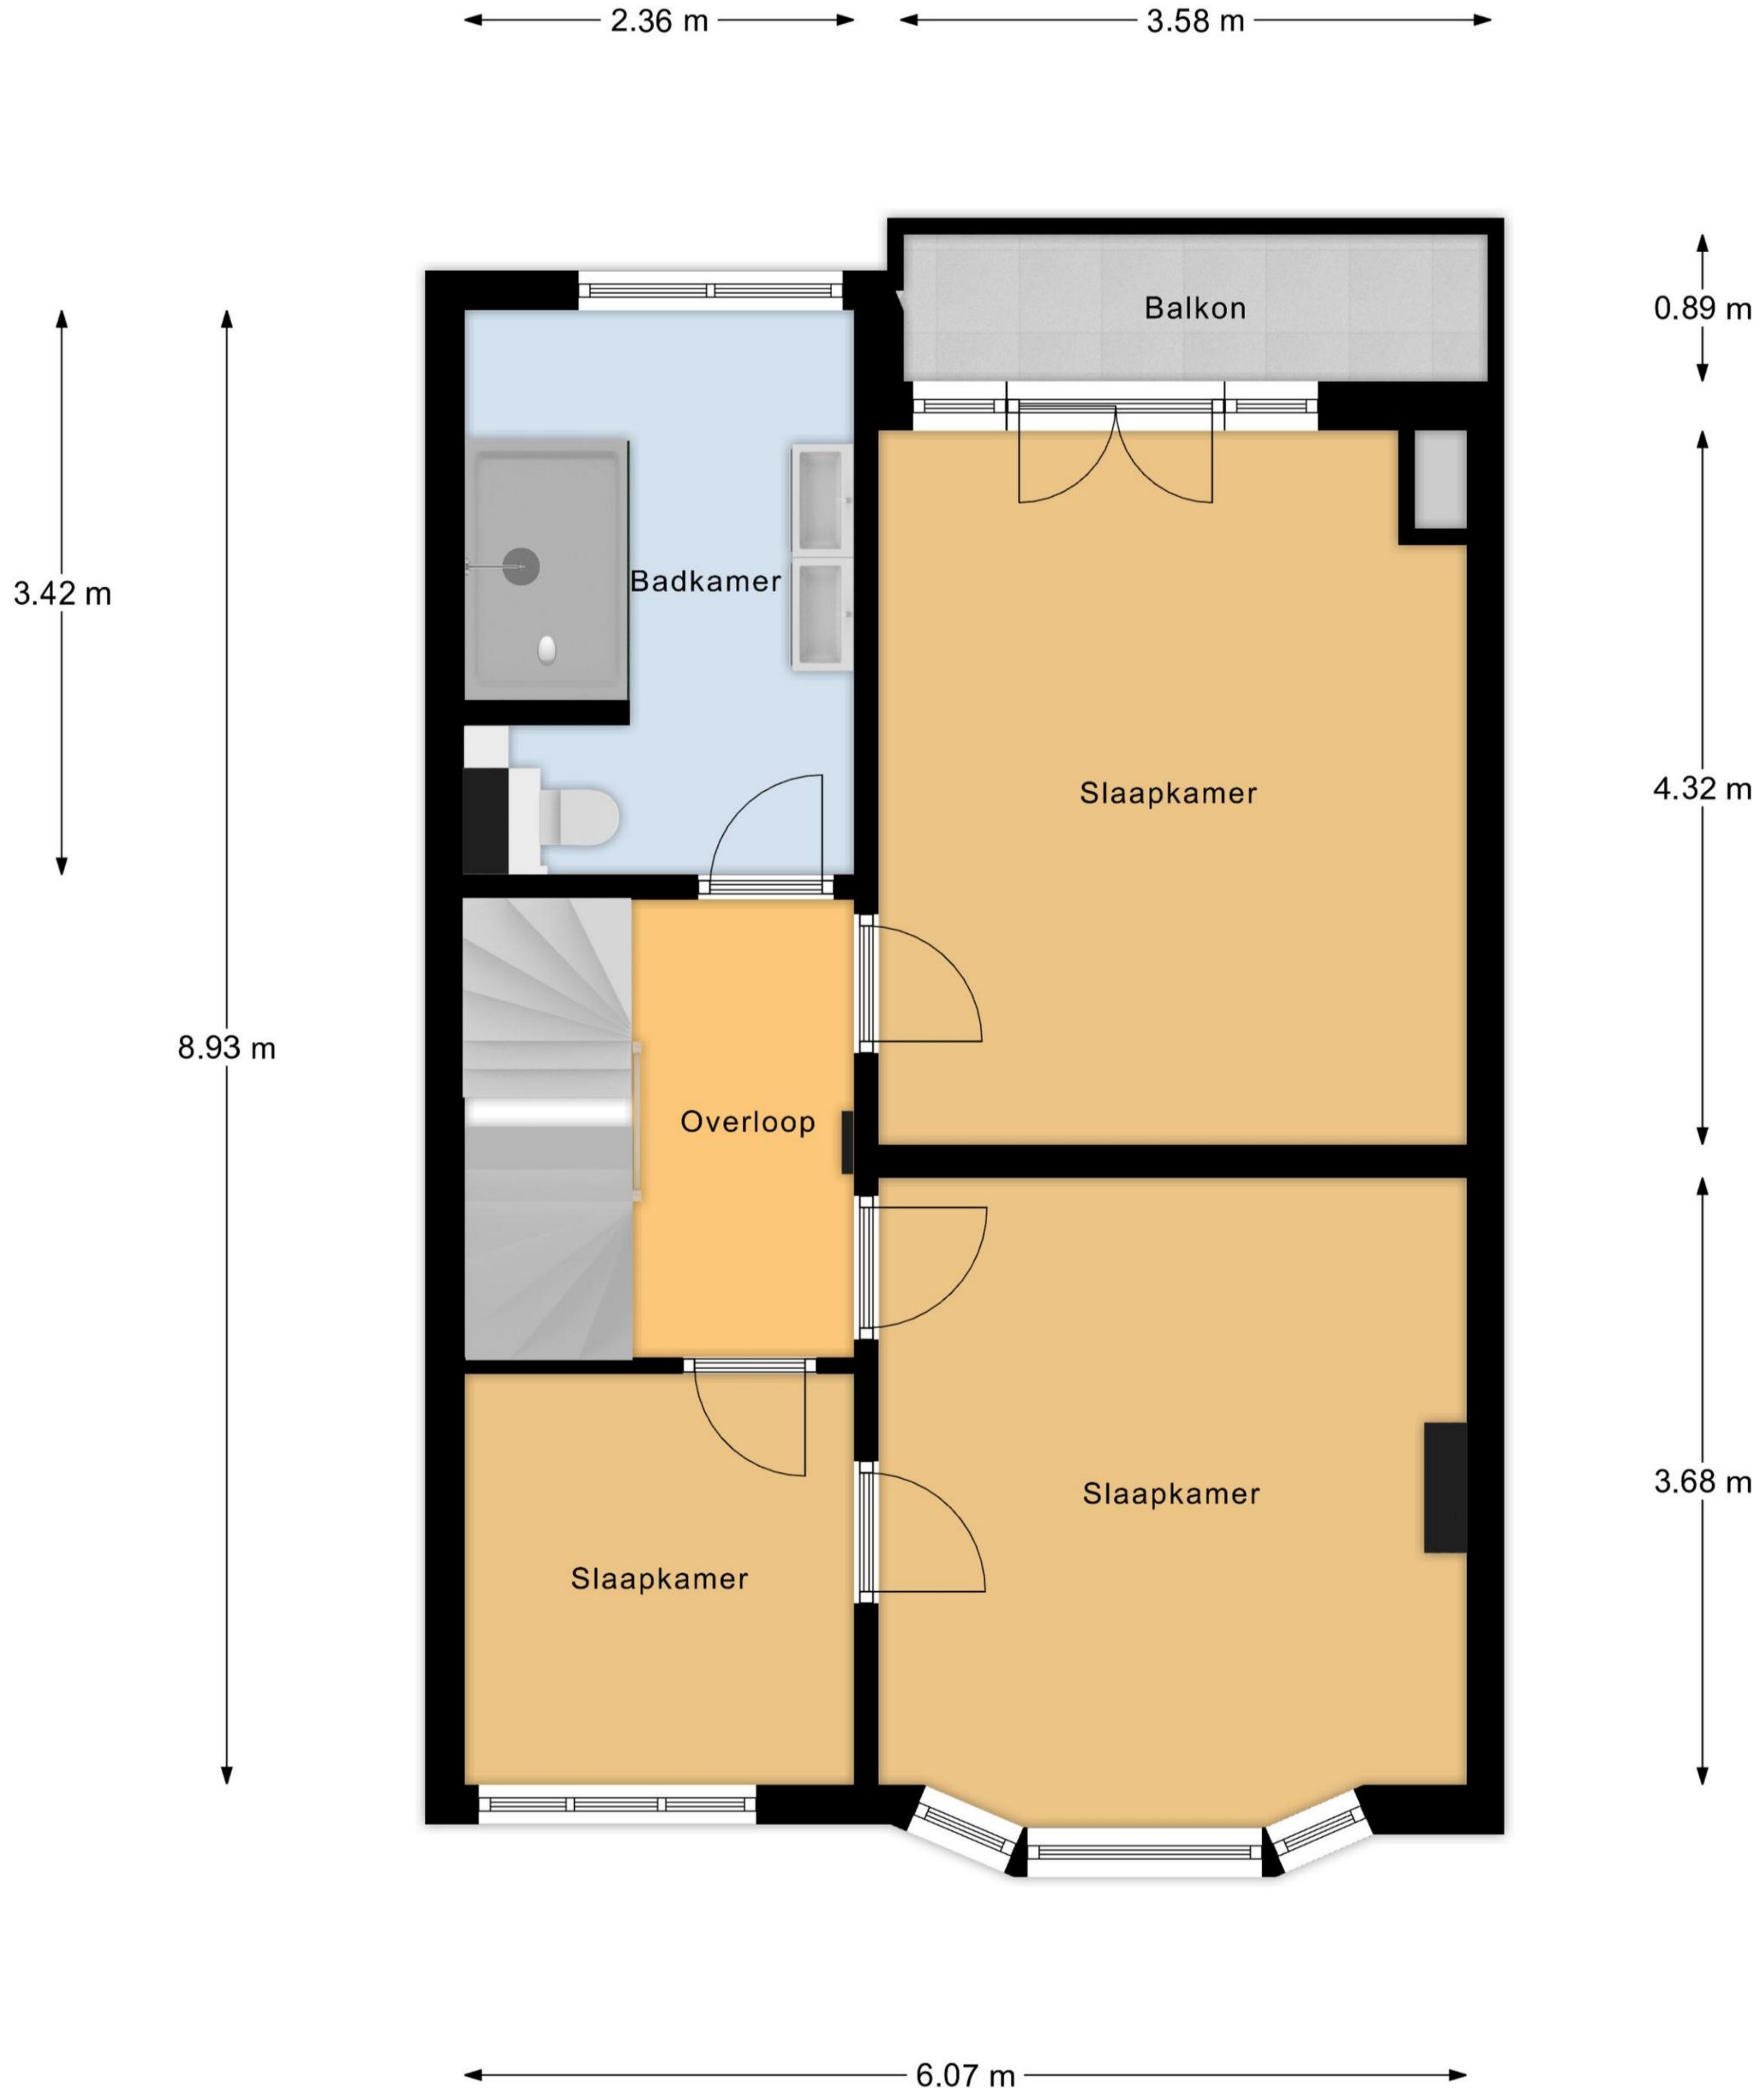 2.36 m
3.58 m
Balkon
0.89 m
3.42 m
Badkamer
Slaapkamer
4.32 m
8.93 m
Overloop
Slaapkamer
3.68 m
Slaapkamer
6.07 m